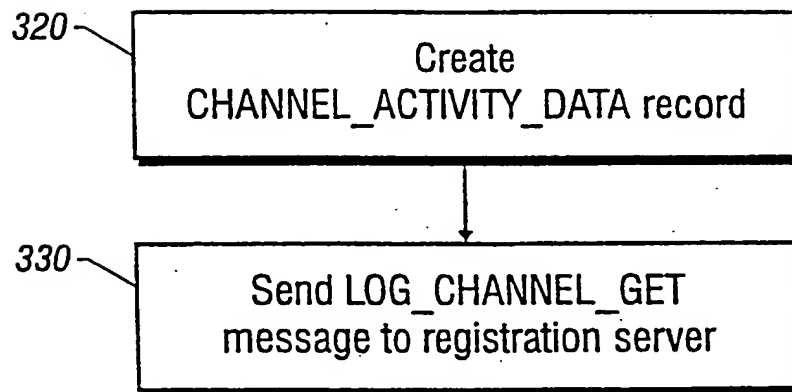 320
Create
CHANNEL_ACTIVITY_DATA record
330
Send LOG_CHANNEL_GET
message to registration server